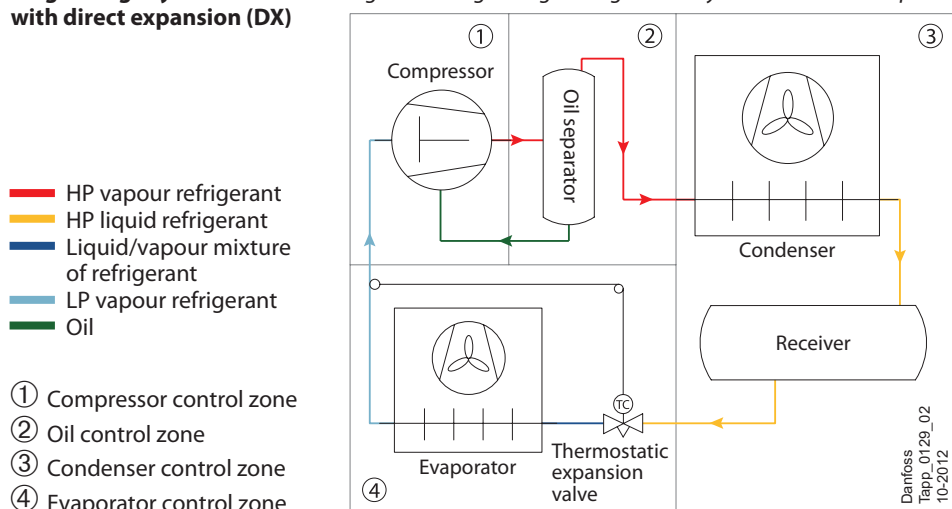 with direct expansion (DX)
HP vapour refrigerant
HP liquid refrigerant
Liquid/vapour mixture
of refrigerant
LP vapour refrigerant
Oil
① Compressor control zone
② Oil control zone
③ Condenser control zone
④ Evaporator control zone
①
②
③
Compressor
Oil separator
Condenser
Receiver
TC
Thermostatic
expansion
valve
Evaporator
④
Danfoss
Tapp_0129_02
10-2012